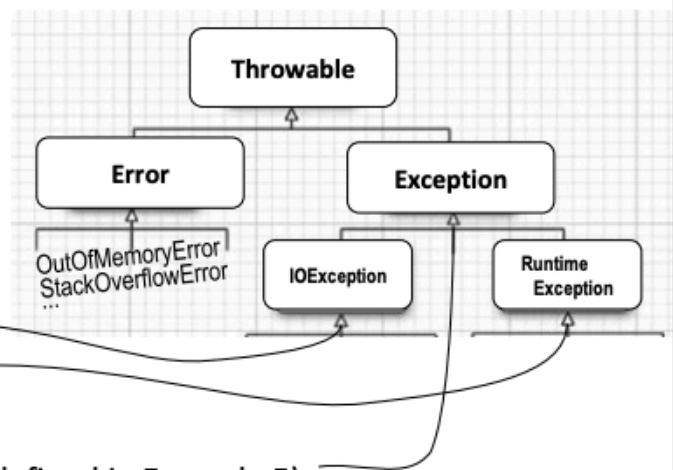 Throwable
Error
Exception
OutOfMemoryError
StackOverflowError
...
IOException
Runtime
Exception